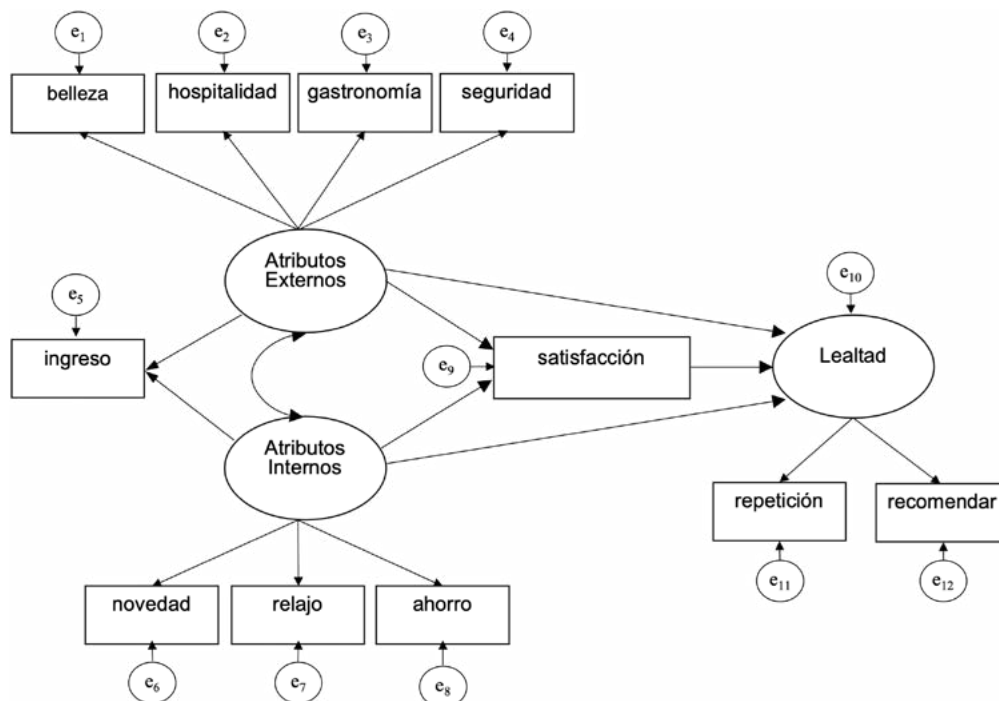 e1
e2
e3
e4
belleza
hospitalidad
gastronomía
seguridad
Atributos
Externos
e5
e10
ingreso
e9
satisfacción
Lealtad
Atributos
Internos
repetición
recomendar
e11
e12
novedad
relajo
ahorro
e6
e7
e8